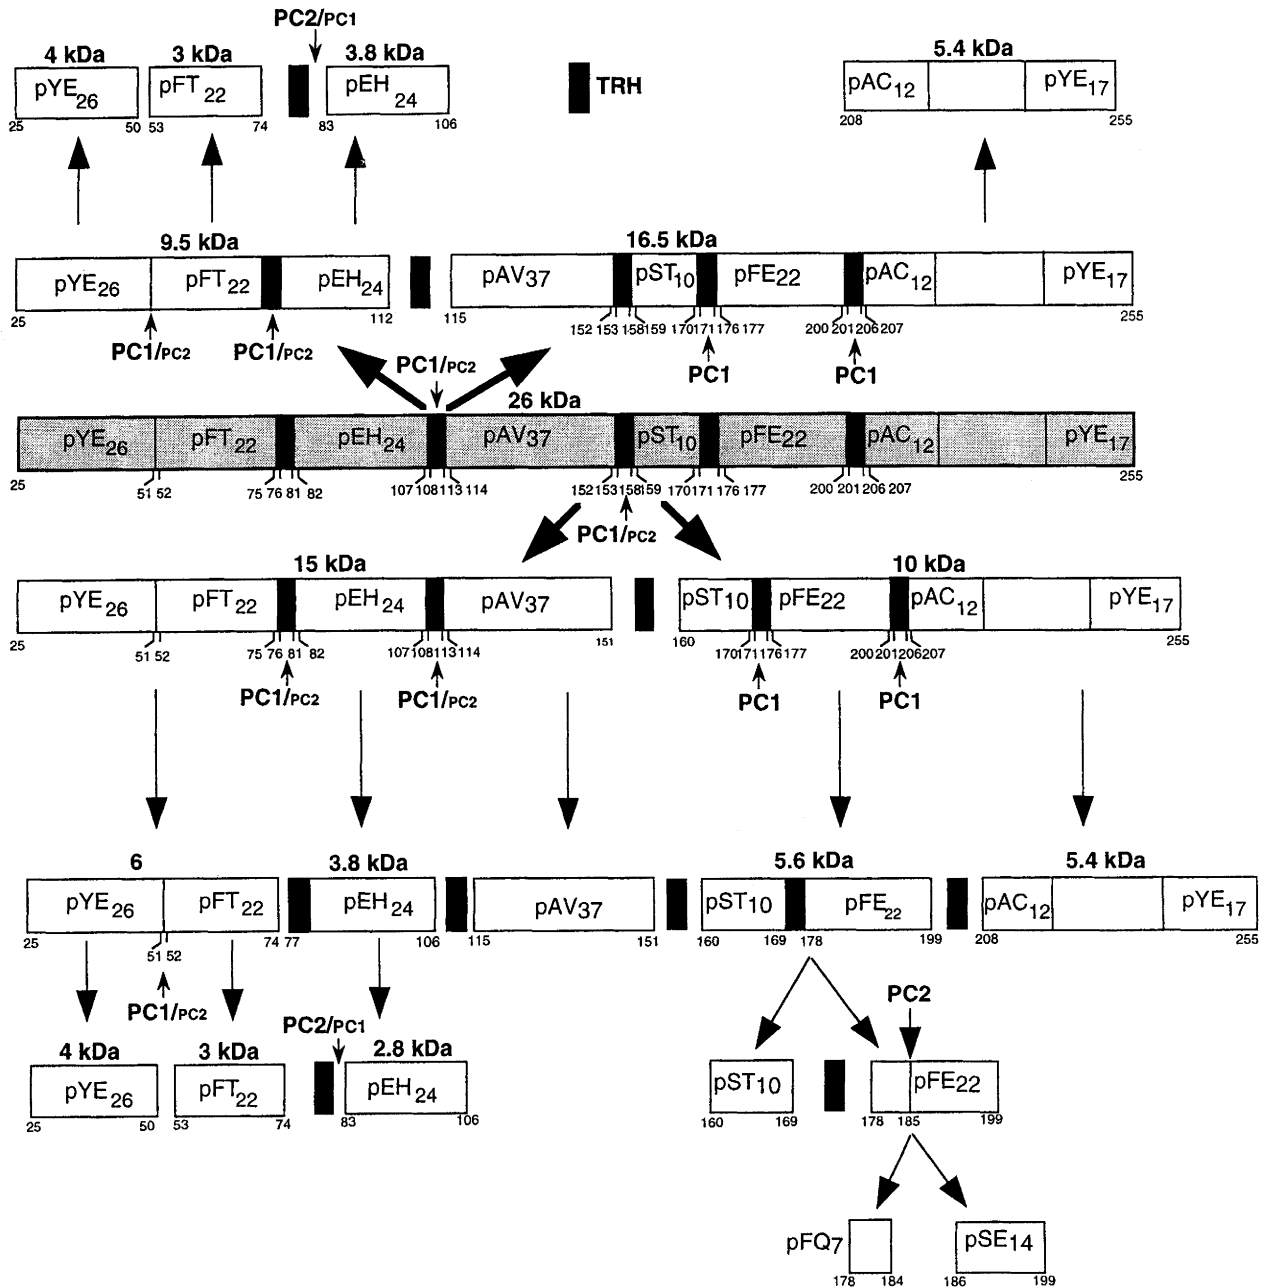 PC2/PC1
4 kDa 3 kDa 3.8 kDa 5.4 kDa
pYE26 pFT22 pEH24 TRH pAC12 pYE17
25 50 53 74 83 106 208 255
9.5 kDa 16.5 kDa
pYE26 pFT22 pEH24 pAV37 pST10 pFE22 pAC12 pYE17
25 112 115 152 153 158 159 170 171 176 177 200 201 206 207 255
PC1/PC2 PC1/PC2 PC1 PC1
PC1/PC2
26 kDa
pYE26 pFT22 pEH24 pAV37 pST10 pFE22 pAC12 pYE17
25 51 52 75 76 81 82 107 108 113 114 152 153 158 159 170 171 176 177 200 201 206 207 255
PC1/PC2
15 kDa 10 kDa
pYE26 pFT22 pEH24 pAV37 pST10 pFE22 pAC12 pYE17
25 51 52 75 76 81 82 107 108 113 114 151 160 170 171 176 177 200 201 206 207 255
PC1/PC2 PC1/PC2 PC1 PC1
6 3.8 kDa 5.6 kDa 5.4 kDa
pYE26 pFT22 pEH24 pAV37 pST10 pFE22 pAC12 pYE17
25 51 52 74 77 106 115 151 160 169 178 199 208 255
PC1/PC2 PC2/PC1 PC2
4 kDa 3 kDa 2.8 kDa
pYE26 pFT22 pEH24 pST10 pFE22
25 50 53 74 83 106 160 169 178 185 199
pFQ7 pSE14
178 184 186 199